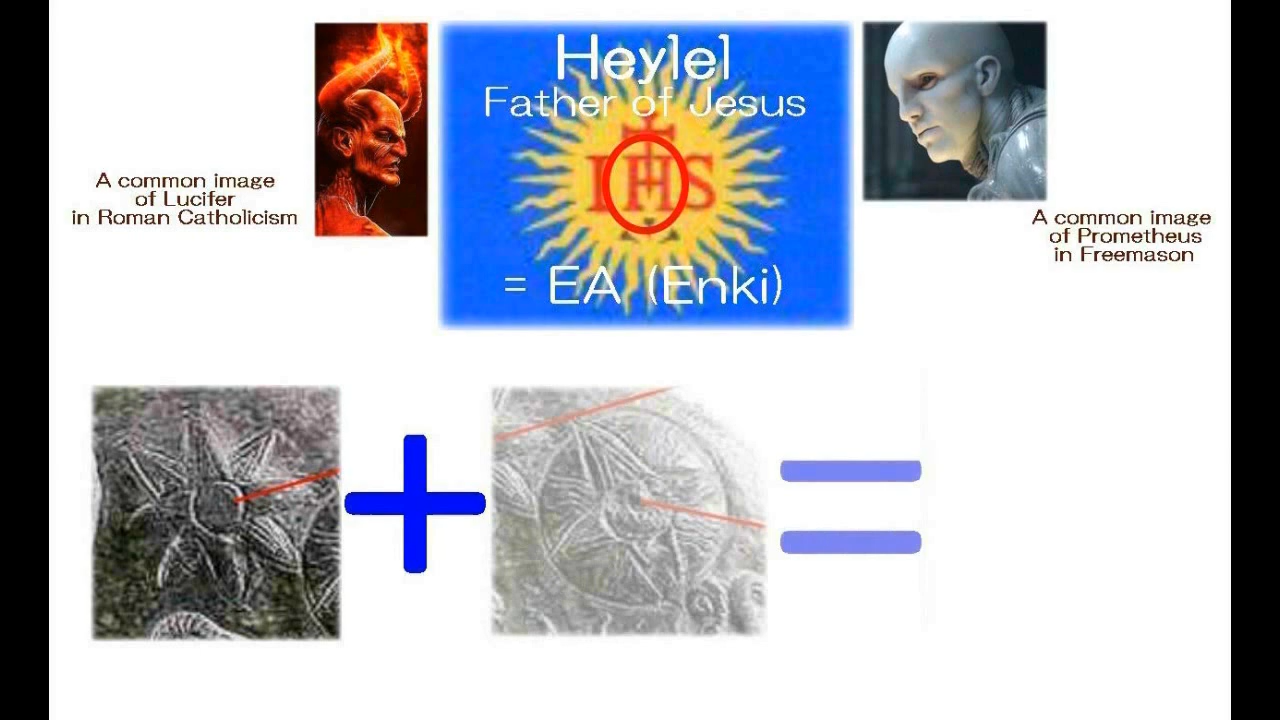 A common image
of Lucifer
in Roman Catholicism
Heylel
Father of Jesus
IHS
= EA (Enki)
A common image
of Prometheus
in Freemason